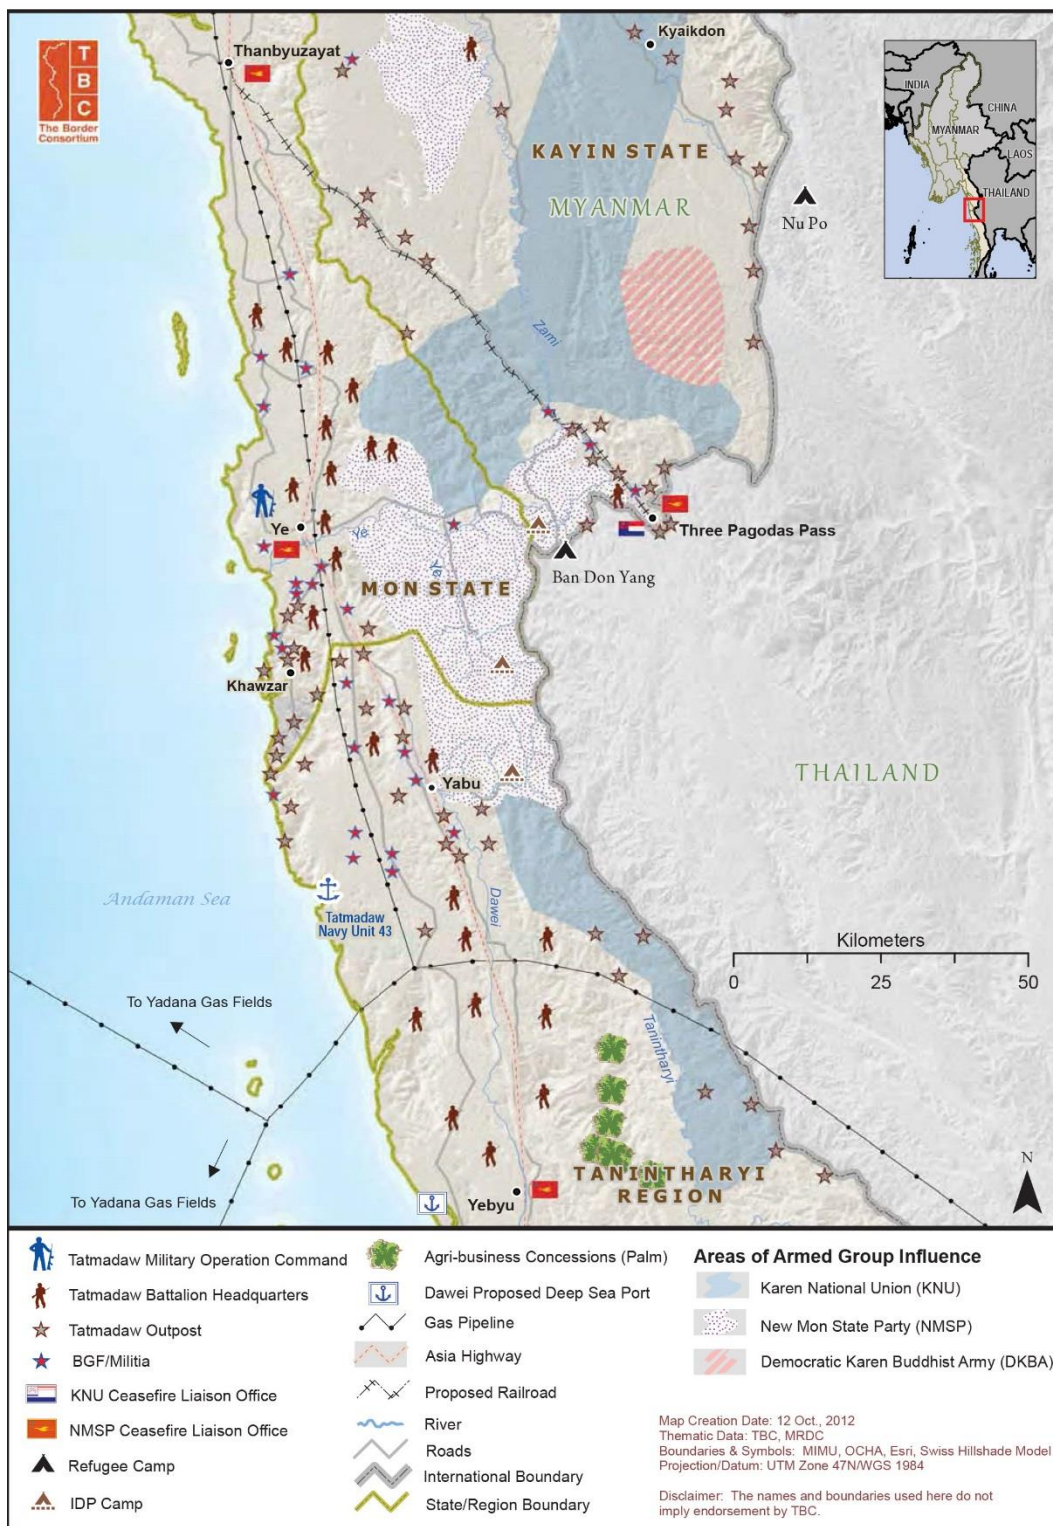 T
B
C
The Border
Consortium
Thanbyuzayat
Kyaikdon
INDIA
CHINA
MYANMAR
LAOS
THAILAND
KAYIN STATE
MYANMAR
Nu Po
Zami
Ye
Ye
Three Pagodas Pass
Ban Don Yang
MON STATE
Khawzar
THAILAND
Yabu
Andaman Sea
Tatmadaw
Navy Unit 43
Dawei
Kilometers
0 25 50
To Yadana Gas Fields
Tanintharyi
TANINTHARYI
REGION
N
To Yadana Gas Fields
Yebyu
Tatmadaw Military Operation Command
Tatmadaw Battalion Headquarters
Tatmadaw Outpost
BGF/Militia
KNU Ceasefire Liaison Office
NMSP Ceasefire Liaison Office
Refugee Camp
IDP Camp
Agri-business Concessions (Palm)
Dawei Proposed Deep Sea Port
Gas Pipeline
Asia Highway
Proposed Railroad
River
Roads
International Boundary
State/Region Boundary
Areas of Armed Group Influence
Karen National Union (KNU)
New Mon State Party (NMSP)
Democratic Karen Buddhist Army (DKBA)
Map Creation Date: 12 Oct., 2012
Thematic Data: TBC, MRDC
Boundaries & Symbols: MIMU, OCHA, Esri, Swiss Hillshade Model
Projection/Datum: UTM Zone 47N/WGS 1984
Disclaimer: The names and boundaries used here do not
imply endorsement by TBC.